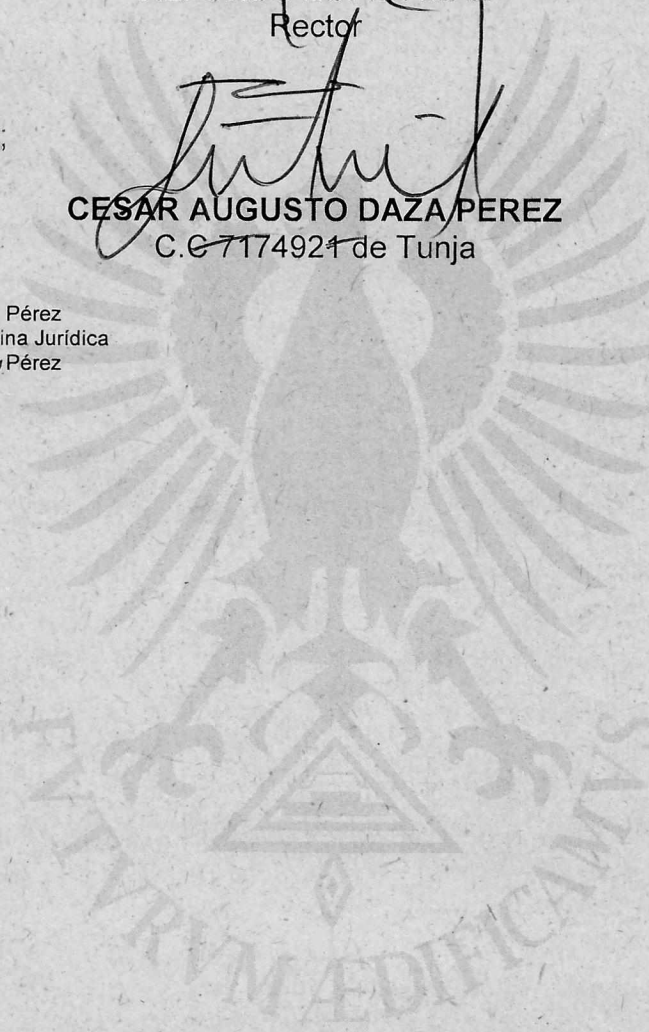 Rector
;
CESAR AUGUSTO DAZA PEREZ
C.C 7174921 de Tunja
Pérez
ina Jurídica
Pérez
FVTVRVM ÆDIFICAMVS